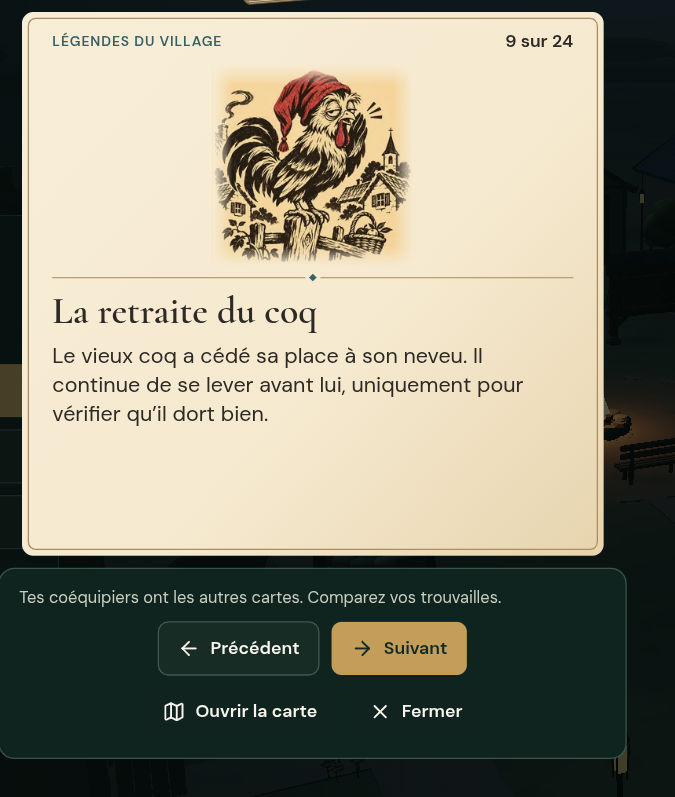 LÉGENDES DU VILLAGE
9 sur 24
La retraite du coq
Le vieux coq a cédé sa place à son neveu. Il
continue de se lever avant lui, uniquement pour
vérifier qu’il dort bien.
Tes coéquipiers ont les autres cartes. Comparez vos trouvailles.
Précédent
Suivant
Ouvrir la carte
Fermer